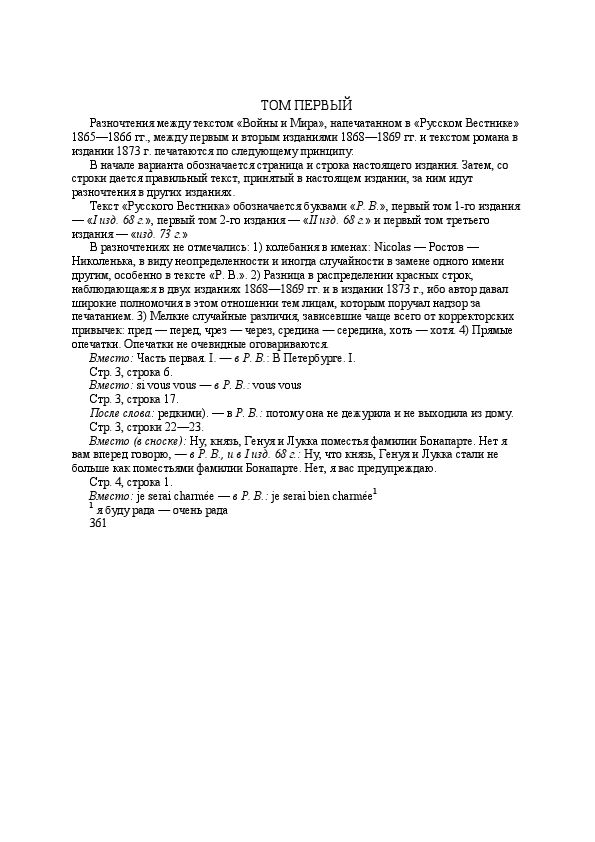 ТОМ ПЕРВЫЙ
Разночтения между текстом «Войны и Мира», напечатанном в «Русском Вестнике»
1865—1866 гг., между первым и вторым изданиями 1868—1869 гг. и текстом романа в
издании 1873 г. печатаются по следующему принципу:
В начале варианта обозначается страница и строка настоящего издания. Затем, со
строки дается правильный текст, принятый в настоящем издании, за ним идут
разночтения в других изданиях.
Текст «Русского Вестника» обозначается буквами «Р. В.», первый том 1-го издания
— «I изд. 68 г.», первый том 2-го издания — «II изд. 68 г.» и первый том третьего
издания — «изд. 73 г.»
В разночтениях не отмечались: 1) колебания в именах: Nicolas — Ростов —
Николенька, в виду неопределенности и иногда случайности в замене одного имени
другим, особенно в тексте «Р. В.». 2) Разница в распределении красных строк,
наблюдающаяся в двух изданиях 1868—1869 гг. и в издании 1873 г., ибо автор давал
широкие полномочия в этом отношении тем лицам, которым поручал надзор за
печатанием. 3) Мелкие случайные различия, зависевшие чаще всего от корректорских
привычек: пред — перед, чрез — через, средина — середина, хоть — хотя. 4) Прямые
опечатки. Опечатки не очевидные оговариваются.
Вместо: Часть первая. I. — в Р. В.: В Петербурге. I.
Стр. 3, строка 6.
Вместо: si vous vous — в Р. В.: vous vous
Стр. 3, строка 17.
После слова: редкими). — в Р. В.: потому она не дежурила и не выходила из дому.
Стр. 3, строки 22—23.
Вместо (в сноске): Ну, князь, Генуя и Лукка поместья фамилии Бонапарте. Нет я
вам вперед говорю, — в Р. В., и в I изд. 68 г.: Ну, что князь, Генуя и Лукка стали не
больше как поместьями фамилии Бонапарте. Нет, я вас предупреждаю.
Стр. 4, строка 1.
Вместо: je serai charmée — в Р. В.: je serai bien charmée¹
¹ я буду рада — очень рада
361